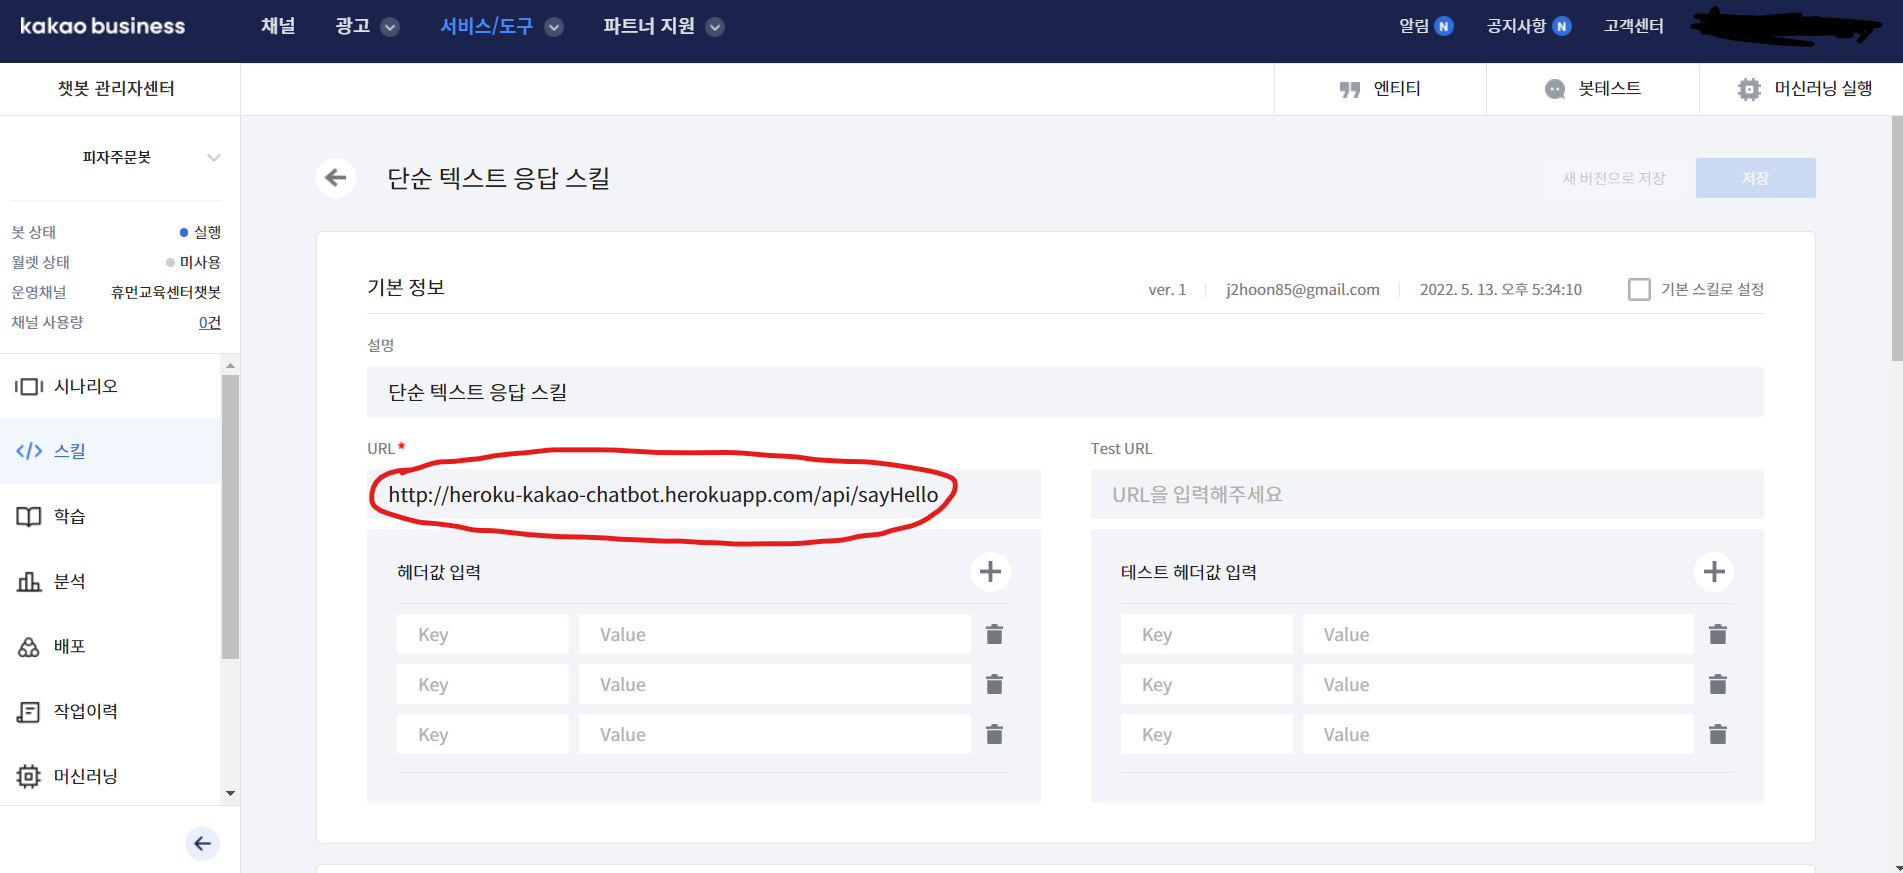 kakao business
채널
광고
서비스/도구
파트너 지원
알림 N
공지사항 N
고객센터
챗봇 관리자센터
엔티티
봇테스트
머신러닝 실행
피자주문봇
봇 상태 실행
월렛 상태 미사용
운영채널 휴먼교육센터챗봇
채널 사용량 0건
시나리오
스킬
학습
분석
배포
작업이력
머신러닝
단순 텍스트 응답 스킬
새 버전으로 저장
저장
기본 정보
ver. 1
j2hoon85@gmail.com
2022. 5. 13. 오후 5:34:10
기본 스킬로 설정
설명
단순 텍스트 응답 스킬
URL *
http://heroku-kakao-chatbot.herokuapp.com/api/sayHello
헤더값 입력
Key Value
Key Value
Key Value
Test URL
URL을 입력해주세요
테스트 헤더값 입력
Key Value
Key Value
Key Value